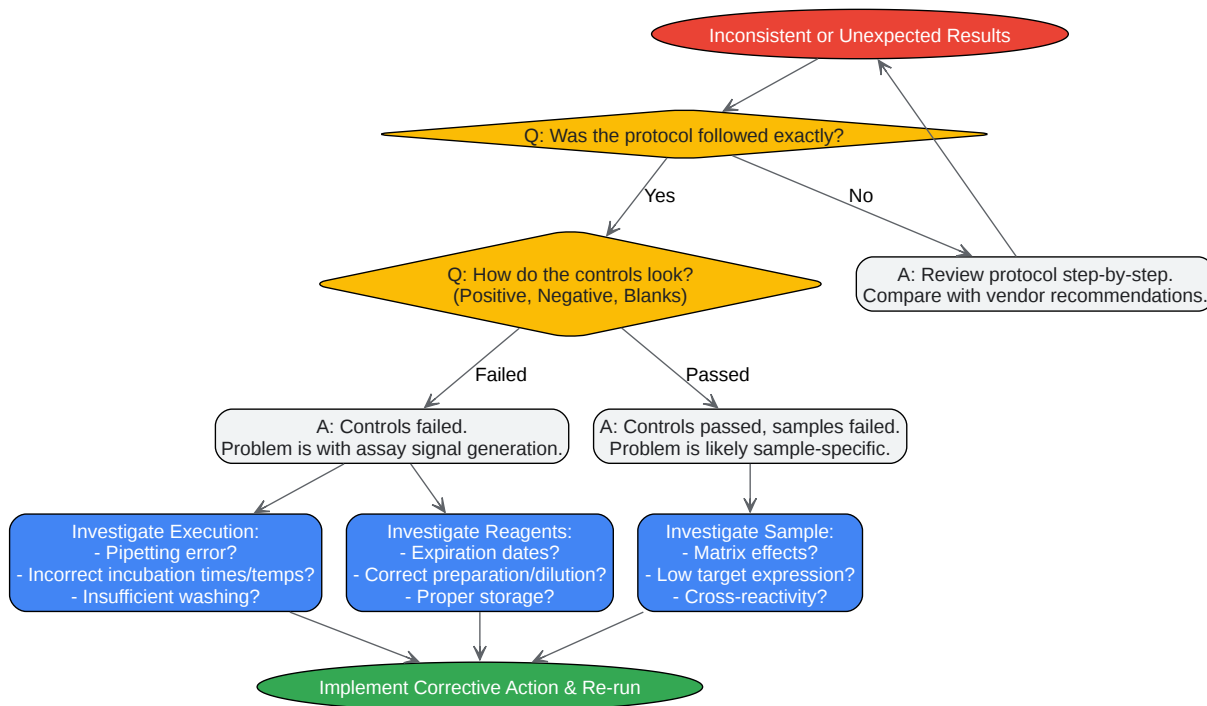 Inconsistent or Unexpected Results
Q: Was the protocol followed exactly?
Yes
No
Q: How do the controls look?
(Positive, Negative, Blanks)
A: Review protocol step-by-step.
Compare with vendor recommendations.
Failed
Passed
A: Controls failed.
Problem is with assay signal generation.
A: Controls passed, samples failed.
Problem is likely sample-specific.
Investigate Execution:
- Pipetting error?
- Incorrect incubation times/temps?
- Insufficient washing?
Investigate Reagents:
- Expiration dates?
- Correct preparation/dilution?
- Proper storage?
Investigate Sample:
- Matrix effects?
- Low target expression?
- Cross-reactivity?
Implement Corrective Action & Re-run